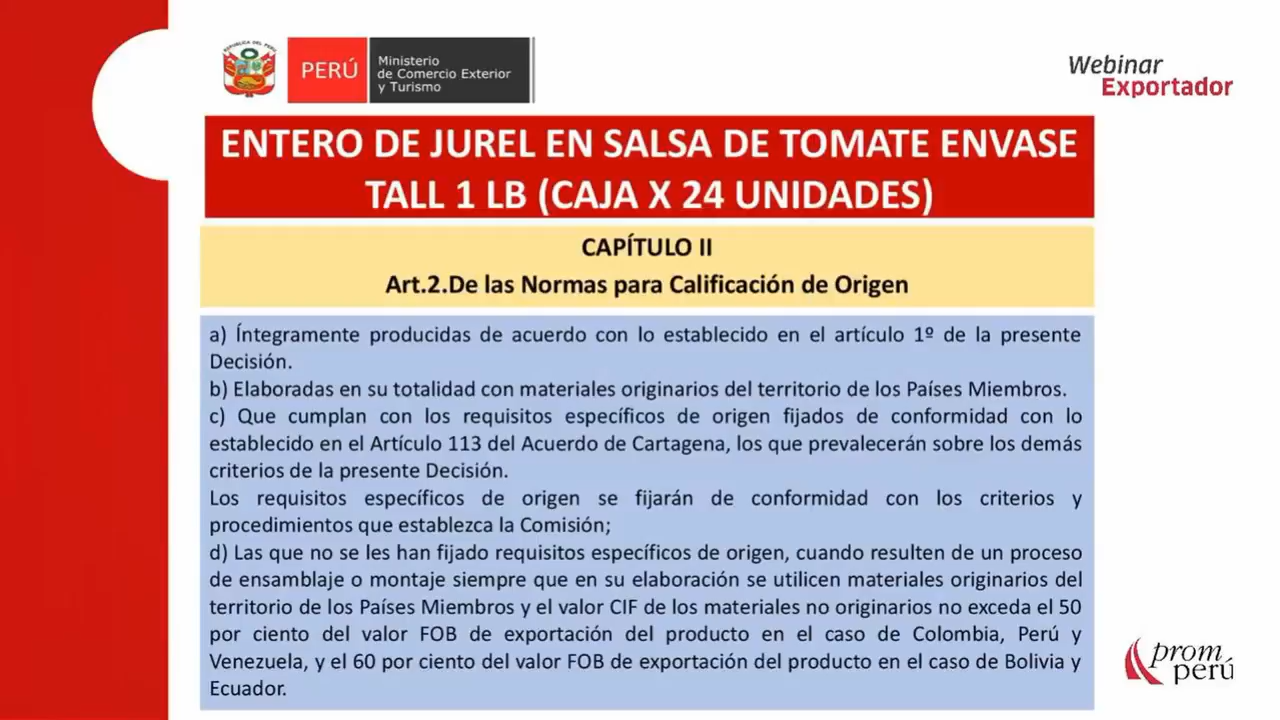 REPUBLICA DEL PERU
PERÚ
Ministerio
de Comercio Exterior
y Turismo
Webinar
Exportador
ENTERO DE JUREL EN SALSA DE TOMATE ENVASE
TALL 1 LB (CAJA X 24 UNIDADES)
CAPÍTULO II
Art.2.De las Normas para Calificación de Origen
a) Íntegramente producidas de acuerdo con lo establecido en el artículo 1º de la presente
Decisión.
b) Elaboradas en su totalidad con materiales originarios del territorio de los Países Miembros.
c) Que cumplan con los requisitos específicos de origen fijados de conformidad con lo
establecido en el Artículo 113 del Acuerdo de Cartagena, los que prevalecerán sobre los demás
criterios de la presente Decisión.
Los requisitos específicos de origen se fijarán de conformidad con los criterios y
procedimientos que establezca la Comisión;
d) Las que no se les han fijado requisitos específicos de origen, cuando resulten de un proceso
de ensamblaje o montaje siempre que en su elaboración se utilicen materiales originarios del
territorio de los Países Miembros y el valor CIF de los materiales no originarios no exceda el 50
por ciento del valor FOB de exportación del producto en el caso de Colombia, Perú y
Venezuela, y el 60 por ciento del valor FOB de exportación del producto en el caso de Bolivia y
Ecuador.
prom
perú